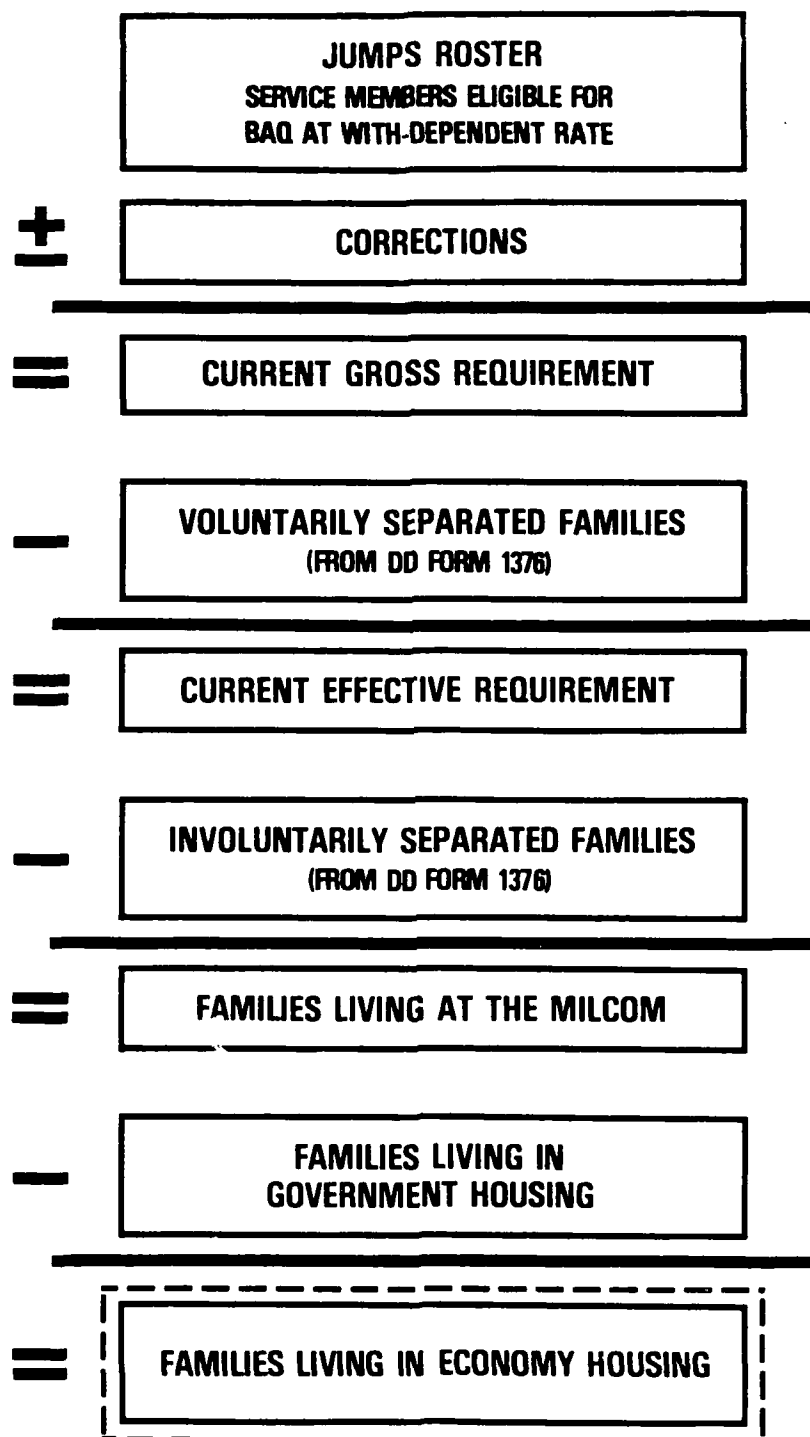 JUMPS ROSTER
SERVICE MEMBERS ELIGIBLE FOR
BAQ AT WITH-DEPENDENT RATE
±
CORRECTIONS
=
CURRENT GROSS REQUIREMENT
−
VOLUNTARILY SEPARATED FAMILIES
(FROM DD FORM 1376)
=
CURRENT EFFECTIVE REQUIREMENT
−
INVOLUNTARILY SEPARATED FAMILIES
(FROM DD FORM 1376)
=
FAMILIES LIVING AT THE MILCOM
−
FAMILIES LIVING IN
GOVERNMENT HOUSING
=
FAMILIES LIVING IN ECONOMY HOUSING